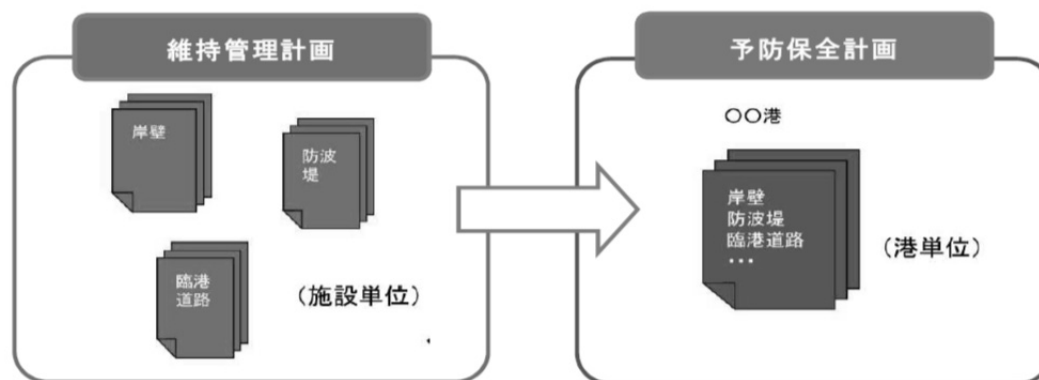 維持管理計画
岸壁
防波
堤
臨港
道路
（施設単位）
予防保全計画
〇〇港
岸壁
防波堤
臨港道路
・・・
（港単位）